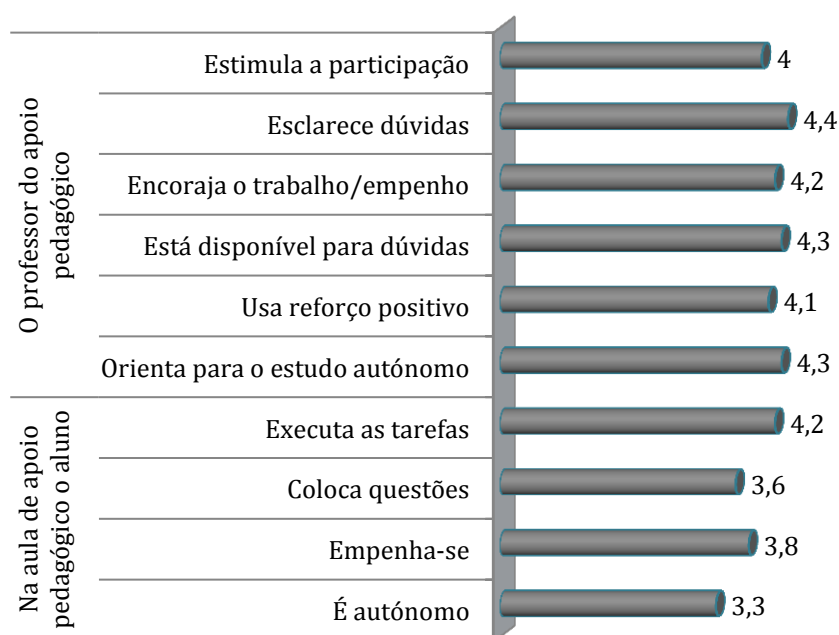 O professor do apoio
pedagógico
Estimula a participação
4
Esclarece dúvidas
4,4
Encoraja o trabalho/empenho
4,2
Está disponível para dúvidas
4,3
Usa reforço positivo
4,1
Orienta para o estudo autónomo
4,3
Na aula de apoio
pedagógico o aluno
Executa as tarefas
4,2
Coloca questões
3,6
Empenha-se
3,8
É autónomo
3,3